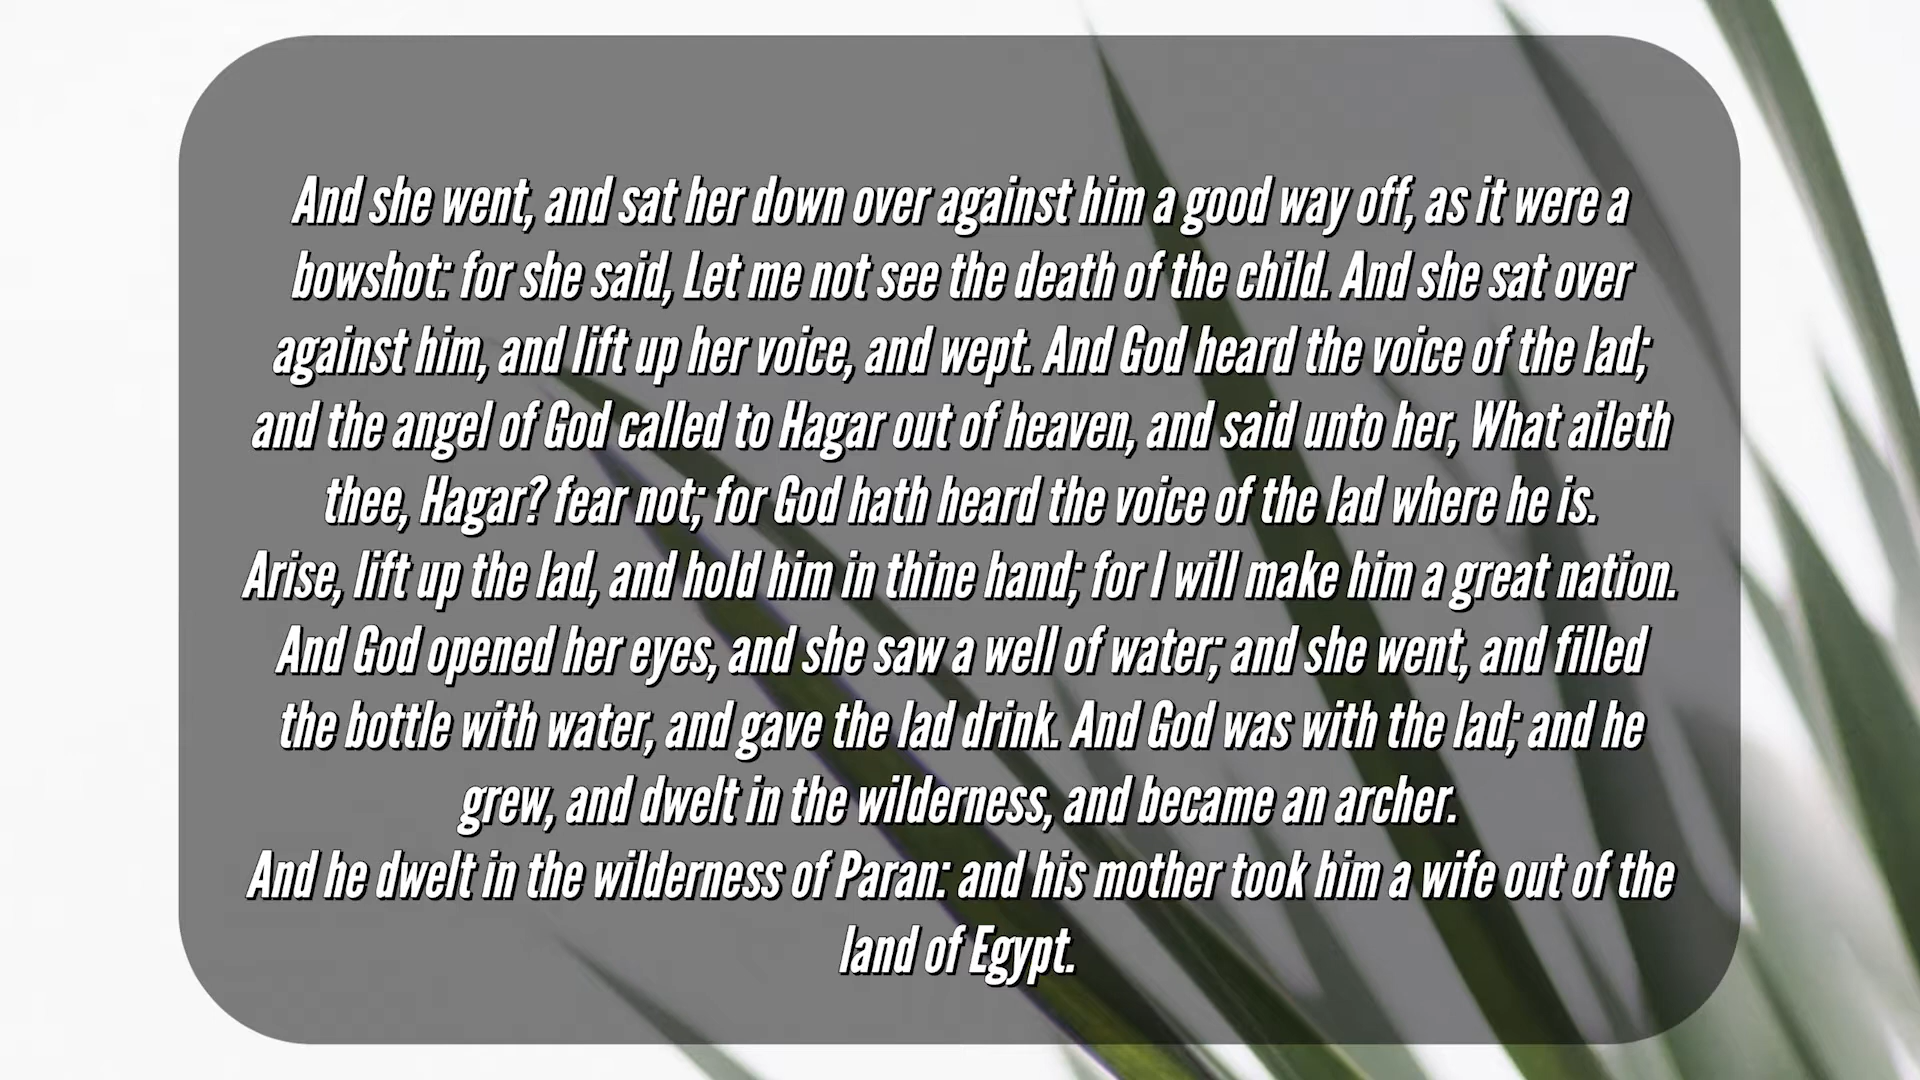 And she went, and sat her down over against him a good way off, as it were a
bowshot: for she said, Let me not see the death of the child. And she sat over
against him, and lift up her voice, and wept. And God heard the voice of the lad;
and the angel of God called to Hagar out of heaven, and said unto her, What aileth
thee, Hagar? fear not; for God hath heard the voice of the lad where he is.
Arise, lift up the lad, and hold him in thine hand; for I will make him a great nation.
And God opened her eyes, and she saw a well of water; and she went, and filled
the bottle with water, and gave the lad drink. And God was with the lad; and he
grew, and dwelt in the wilderness, and became an archer.
And he dwelt in the wilderness of Paran: and his mother took him a wife out of the
land of Egypt.